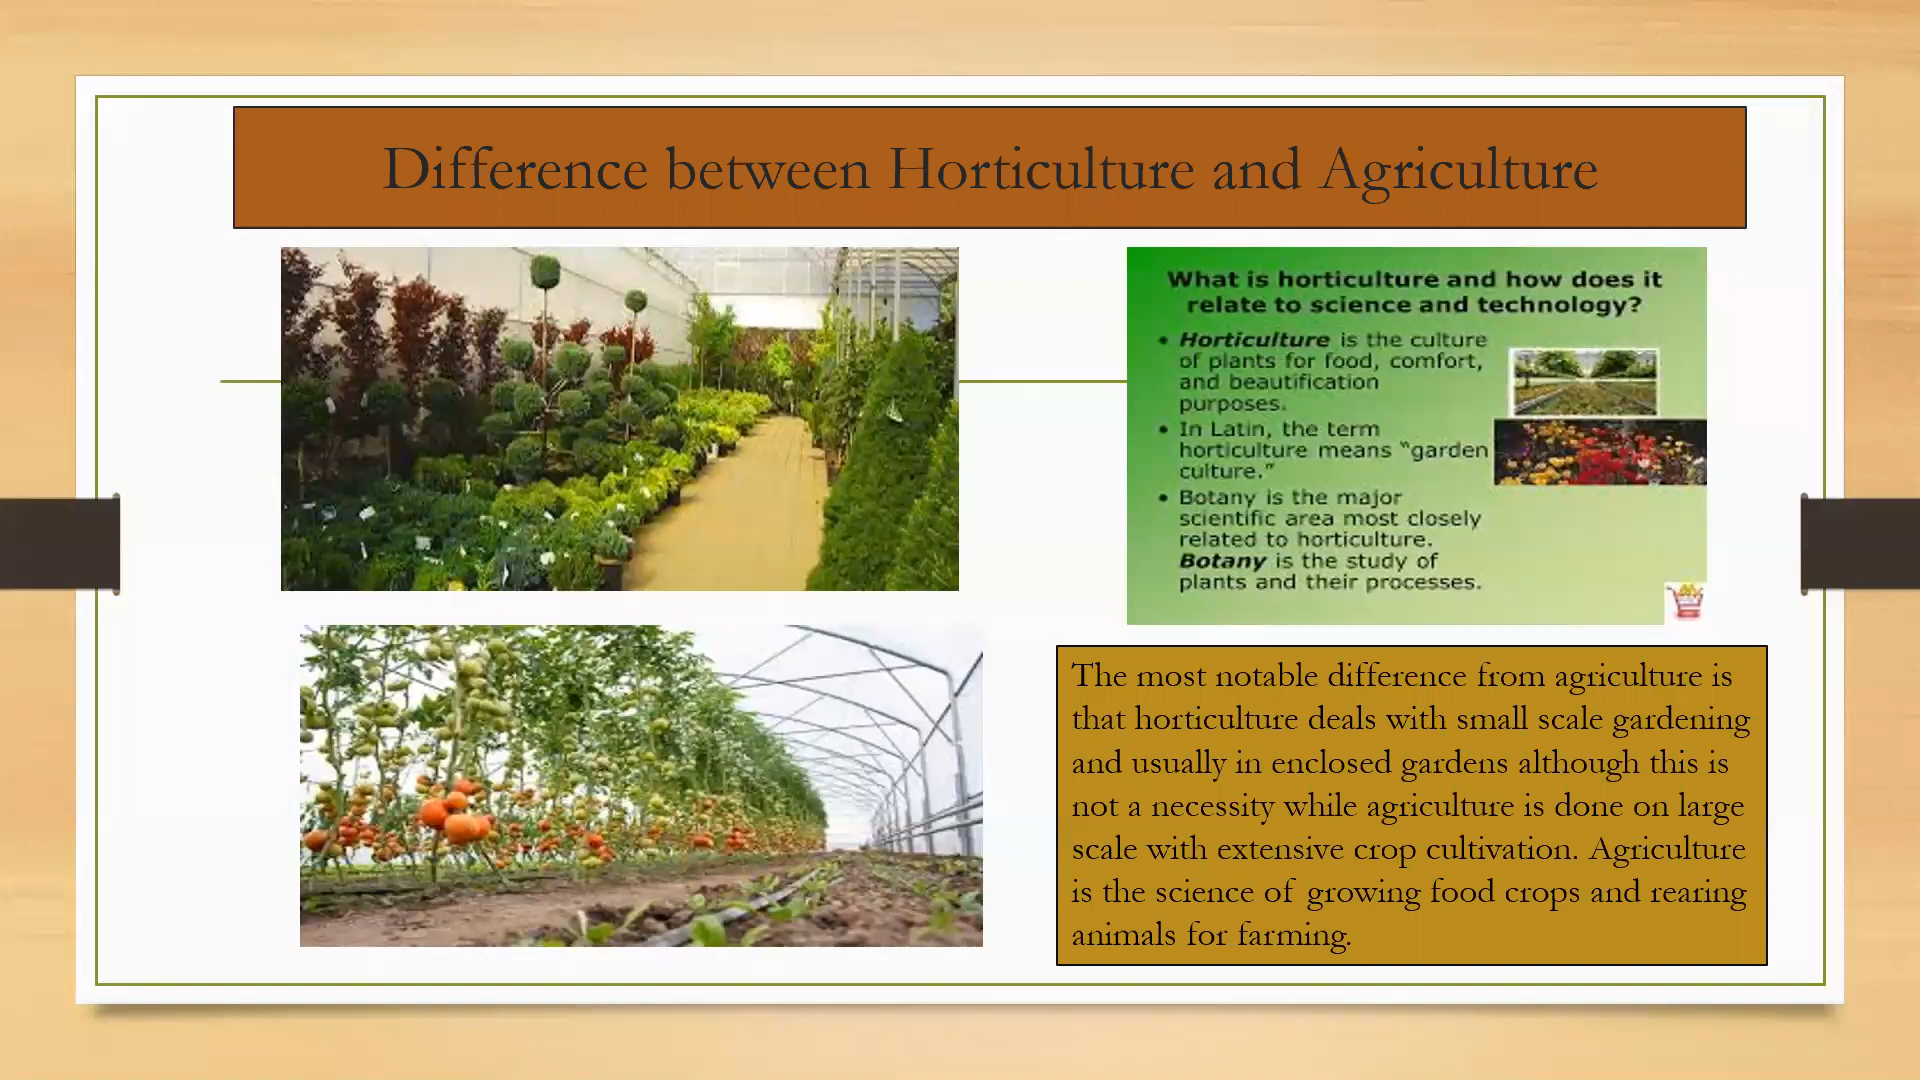 Difference between Horticulture and Agriculture
What is horticulture and how does it
relate to science and technology?
• Horticulture is the culture
of plants for food, comfort,
and beautification
purposes.
• In Latin, the term
horticulture means “garden
culture.”
• Botany is the major
scientific area most closely
related to horticulture.
Botany is the study of
plants and their processes.
The most notable difference from agriculture is
that horticulture deals with small scale gardening
and usually in enclosed gardens although this is
not a necessity while agriculture is done on large
scale with extensive crop cultivation. Agriculture
is the science of growing food crops and rearing
animals for farming.